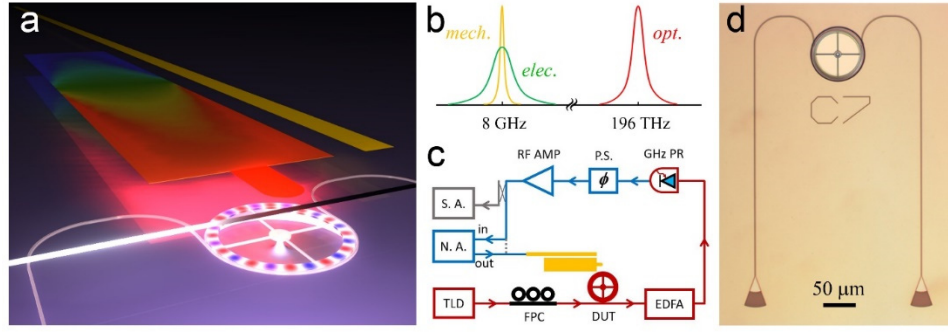 a
b
mech.
elec.
opt.
8 GHz
196 THz
c
RF AMP
P.S.
GHz PR
ϕ
S. A.
in
N. A.
out
TLD
FPC
DUT
EDFA
d
C7
50 μm